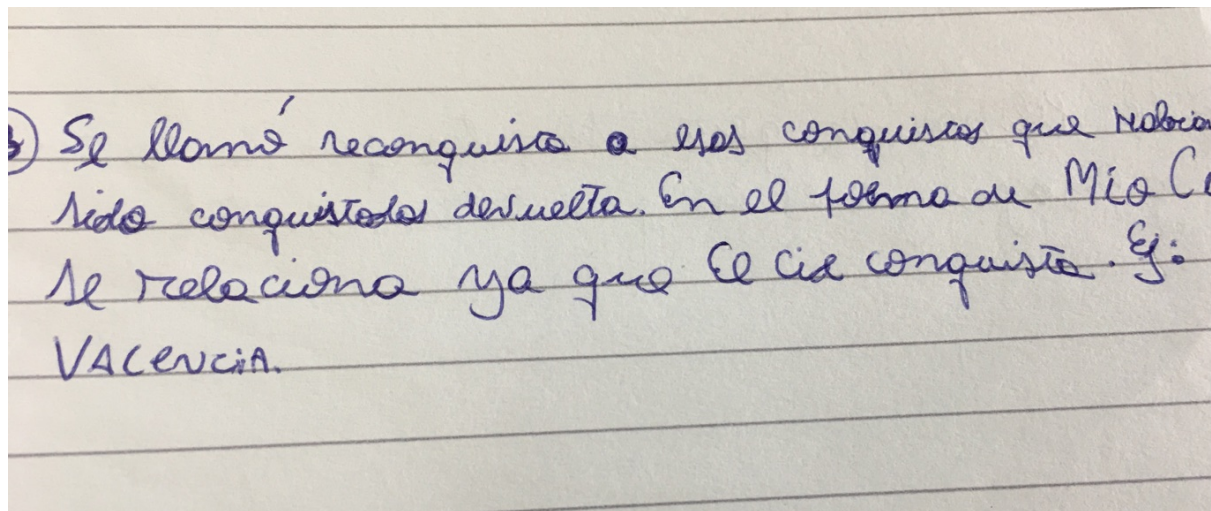 Se llamó reconquista a esas conquistas que habia
sido conquistadas devuelta. En el poema de Mio
se relaciona ya que El Cid conquista. Ej:
VALENCIA.